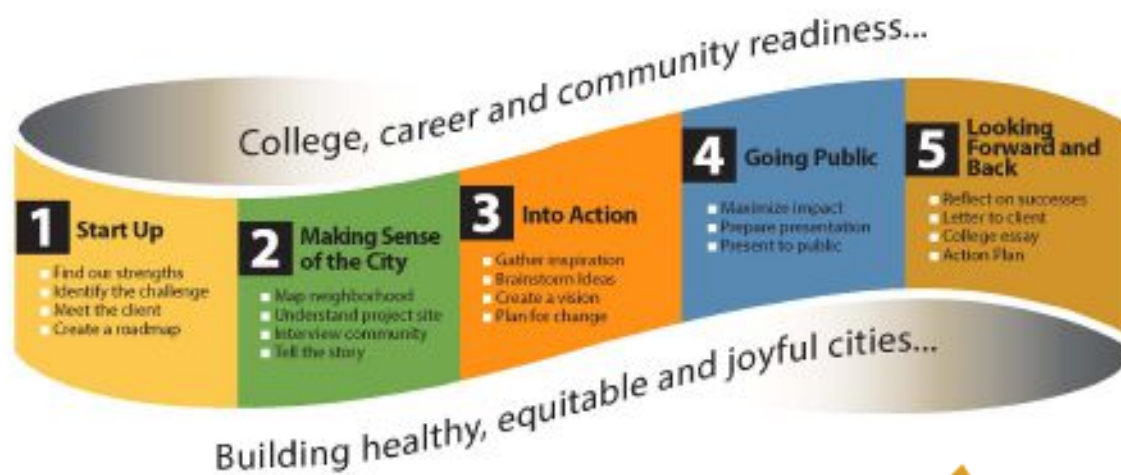 College, career and community readiness...
1 Start Up
Find our strengths
Identify the challenge
Meet the client
Create a roadmap
2 Making Sense
of the City
Map neighborhood
Understand project site
Interview community
Tell the story
3 Into Action
Gather inspiration
Brainstorm Ideas
Create a vision
Plan for change
4 Going Public
Maximize impact
Prepare presentation
Present to public
5 Looking
Forward and
Back
Reflect on successes
Letter to client
College essay
Action Plan
Building healthy, equitable and joyful cities...